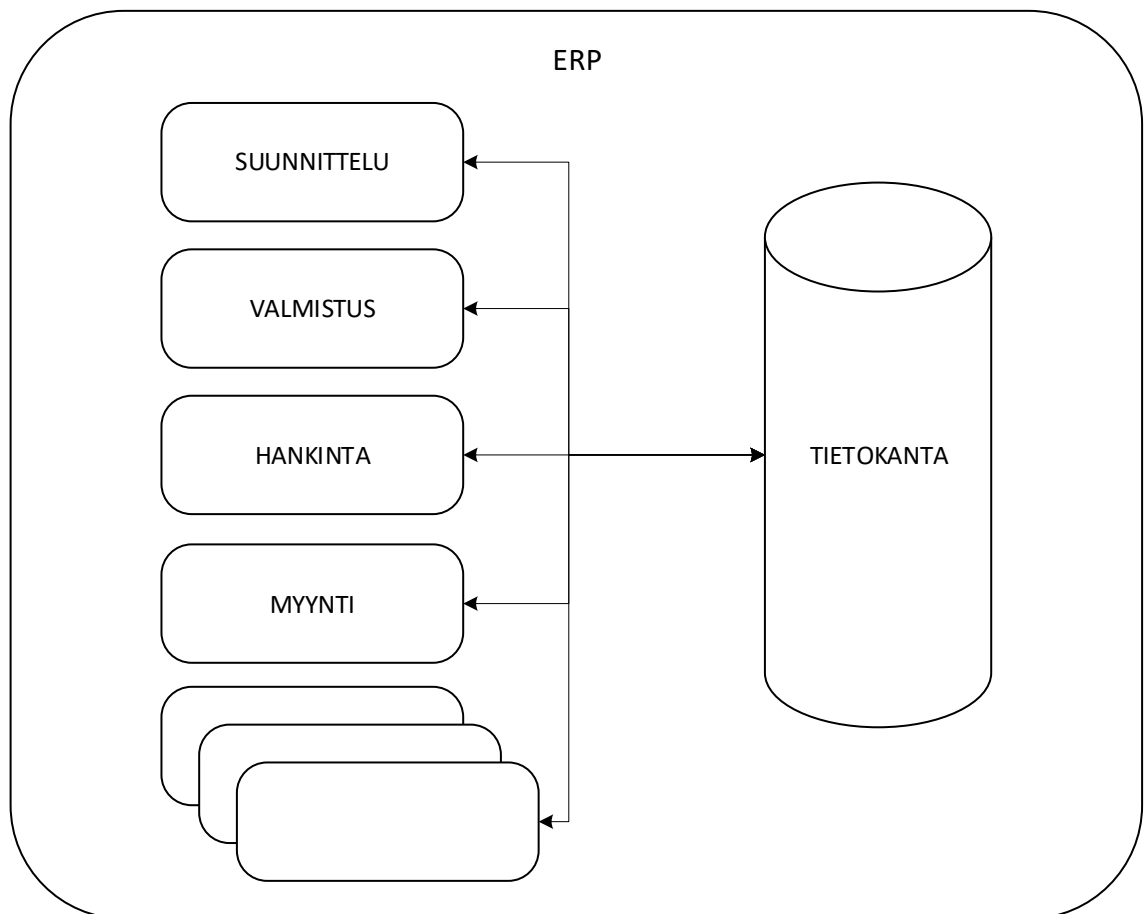 ERP
SUUNNITTELU
VALMISTUS
HANKINTA
TIETOKANTA
MYYNTI